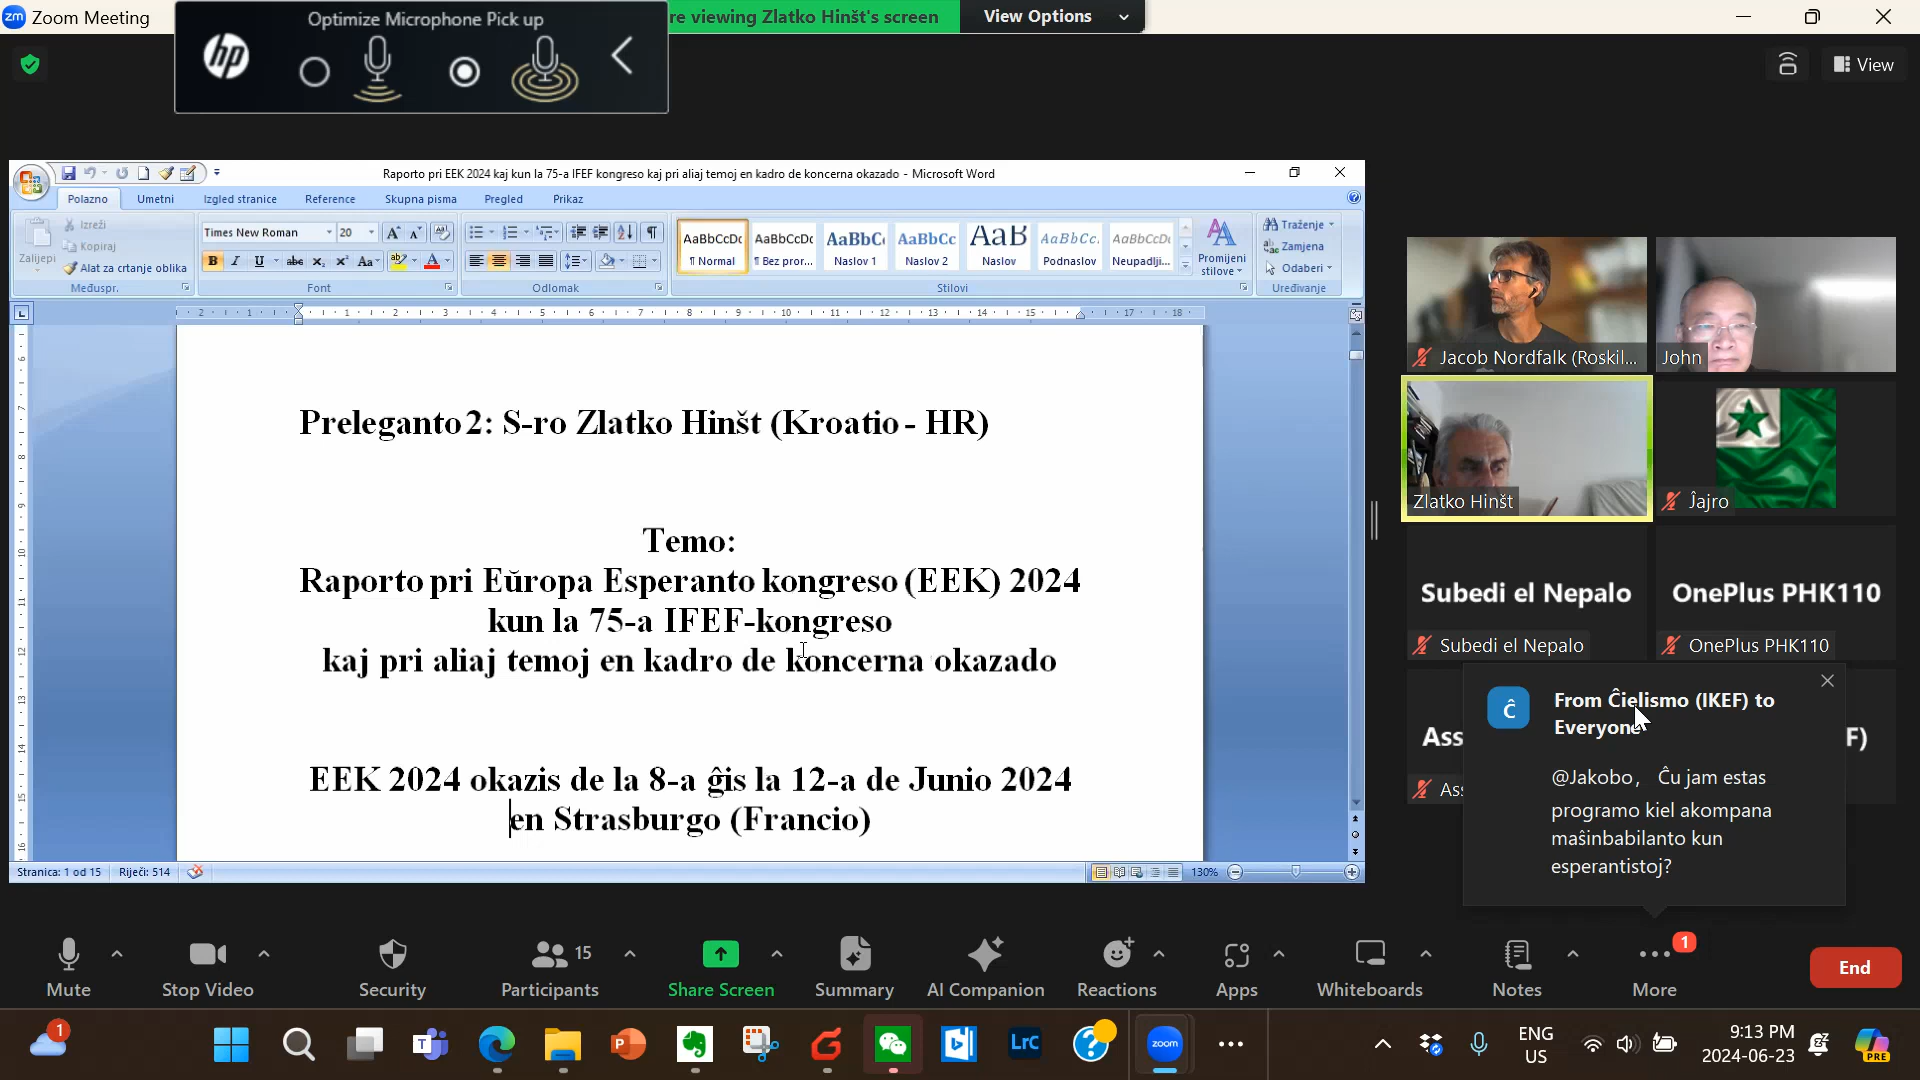 Zoom Meeting
Optimize Microphone Pick up
re viewing Zlatko Hinšt's screen
View Options
View
Raporto pri EEK 2024 kaj kun la 75-a IFEF kongreso kaj pri aliaj temoj en kadro de koncerna okazado - Microsoft Word
Polazno Umetni Izgled stranice Reference Skupna pisma Pregled Prikaz
Zalijepi
Izreži
Kopiraj
Alat za crtanje oblika
Međuspr.
Times New Roman 20
Font
Odlomak
AaBbCcDc AaBbCcDc AaBbC AaBbCc AaB AaBbCc. AaBbCcDc
¶ Normal ¶ Bez pror... Naslov 1 Naslov 2 Naslov Podnaslov Neupadlji...
Promijeni stilove
Stilovi
Traženje
Zamjena
Odaberi
Uređivanje
Preleganto 2: S-ro Zlatko Hinšt (Kroatio - HR)
Temo:
Raporto pri Eŭropa Esperanto kongreso (EEK) 2024
kun la 75-a IFEF-kongreso
kaj pri aliaj temoj en kadro de koncerna okazado
EEK 2024 okazis de la 8-a ĝis la 12-a de Junio 2024
en Strasburgo (Francio)
Stranica: 1 od 15 Riječi: 514
130%
Jacob Nordfalk (Roskil...
John
Zlatko Hinšt
Ĵajro
Subedi el Nepalo
Subedi el Nepalo
OnePlus PHK110
OnePlus PHK110
Ass
F)
Ass
Ĉ
From Ĉielismo (IKEF) to
Everyone
@Jakobo, Ĉu jam estas
programo kiel akompana
maŝinbabilanto kun
esperantistoj?
Mute
Stop Video
Security
15
Participants
Share Screen
Summary
AI Companion
Reactions
Apps
Whiteboards
Notes
1
More
End
1
zoom
LrC
ENG
US
9:13 PM
2024-06-23
PRE